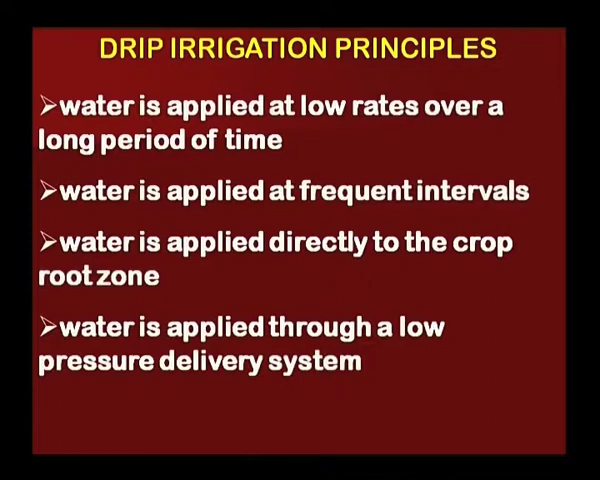 DRIP IRRIGATION PRINCIPLES
➢water is applied at low rates over a
long period of time
➢water is applied at frequent intervals
➢water is applied directly to the crop
root zone
➢water is applied through a low
pressure delivery system